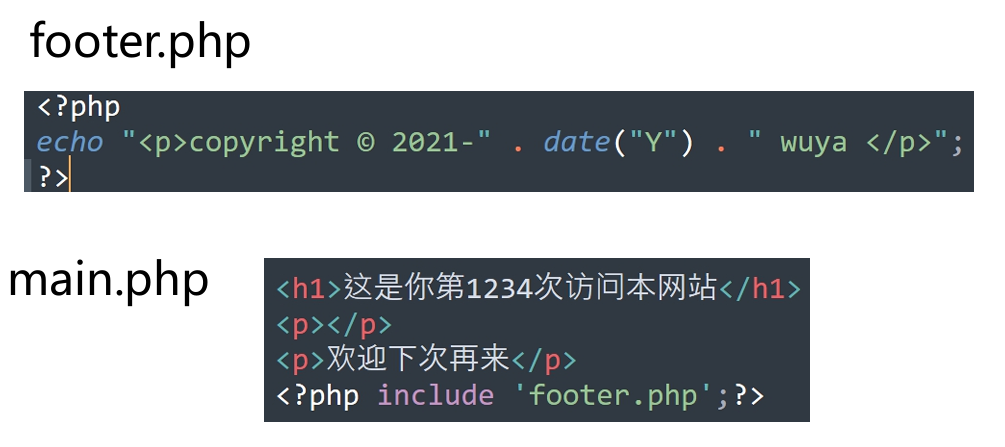 footer.php
<?php
echo "<p>copyright © 2021-" . date("Y") . " wuya </p>";
?>
main.php
<h1>这是你第1234次访问本网站</h1>
<p></p>
<p>欢迎下次再来</p>
<?php include 'footer.php';?>